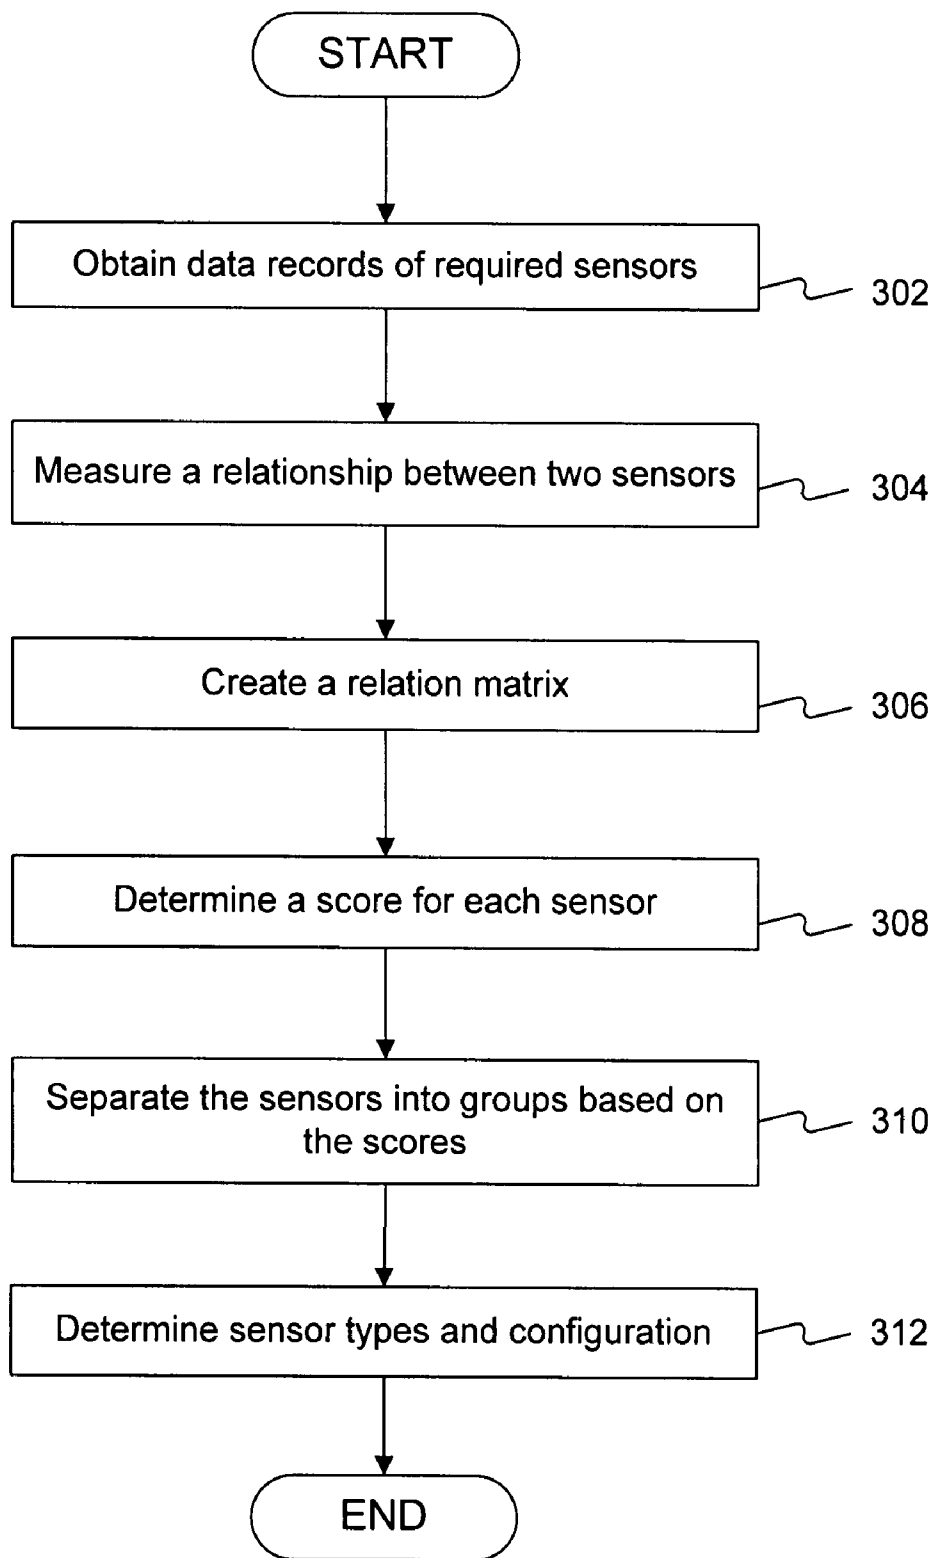 START
Obtain data records of required sensors
302
Measure a relationship between two sensors
304
Create a relation matrix
306
Determine a score for each sensor
308
Separate the sensors into groups based on
the scores
310
Determine sensor types and configuration
312
END